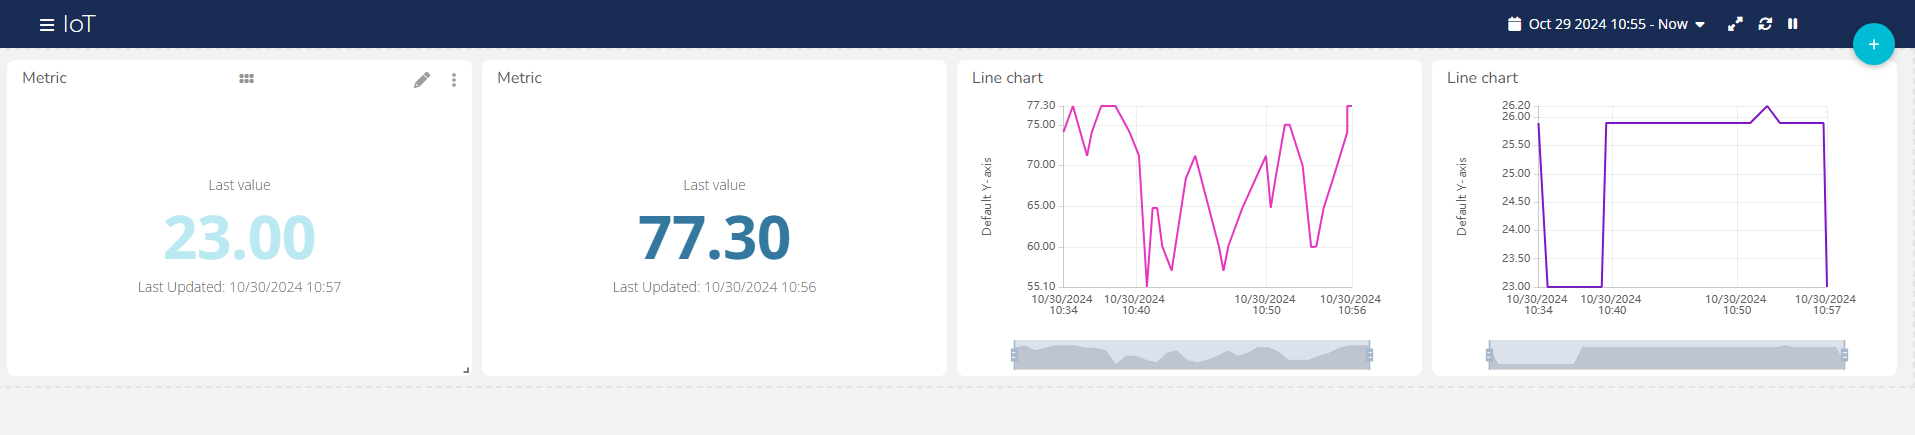 IoT
Oct 29 2024 10:55 - Now
+
Metric
Last value
23.00
Last Updated: 10/30/2024 10:57
Metric
Last value
77.30
Last Updated: 10/30/2024 10:56
Line chart
Default Y-axis
77.30
75.00
70.00
65.00
60.00
55.10
10/30/2024 10/30/2024 10/30/2024 10/30/2024
10:34 10:40 10:50 10:56
Line chart
Default Y-axis
26.20
26.00
25.50
25.00
24.50
24.00
23.50
23.00
10/30/2024 10/30/2024 10/30/2024 10/30/2024
10:34 10:40 10:50 10:57